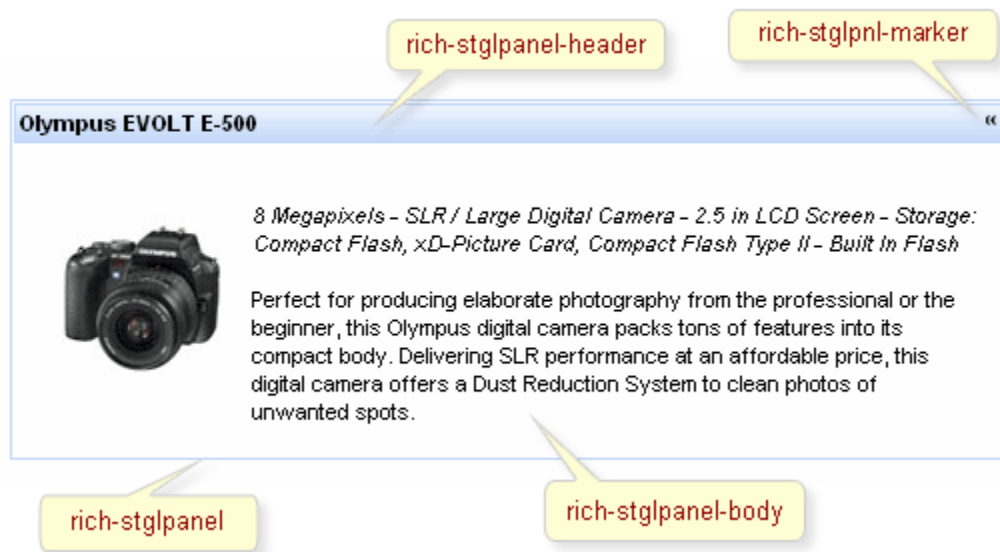 rich-stglpanel-header
rich-stglpnl-marker
Olympus EVOLT E-500
«
8 Megapixels - SLR / Large Digital Camera - 2.5 in LCD Screen - Storage:
Compact Flash, xD-Picture Card, Compact Flash Type II - Built In Flash
Perfect for producing elaborate photography from the professional or the
beginner, this Olympus digital camera packs tons of features into its
compact body. Delivering SLR performance at an affordable price, this
digital camera offers a Dust Reduction System to clean photos of
unwanted spots.
OLYMPUS
rich-stglpanel
rich-stglpanel-body